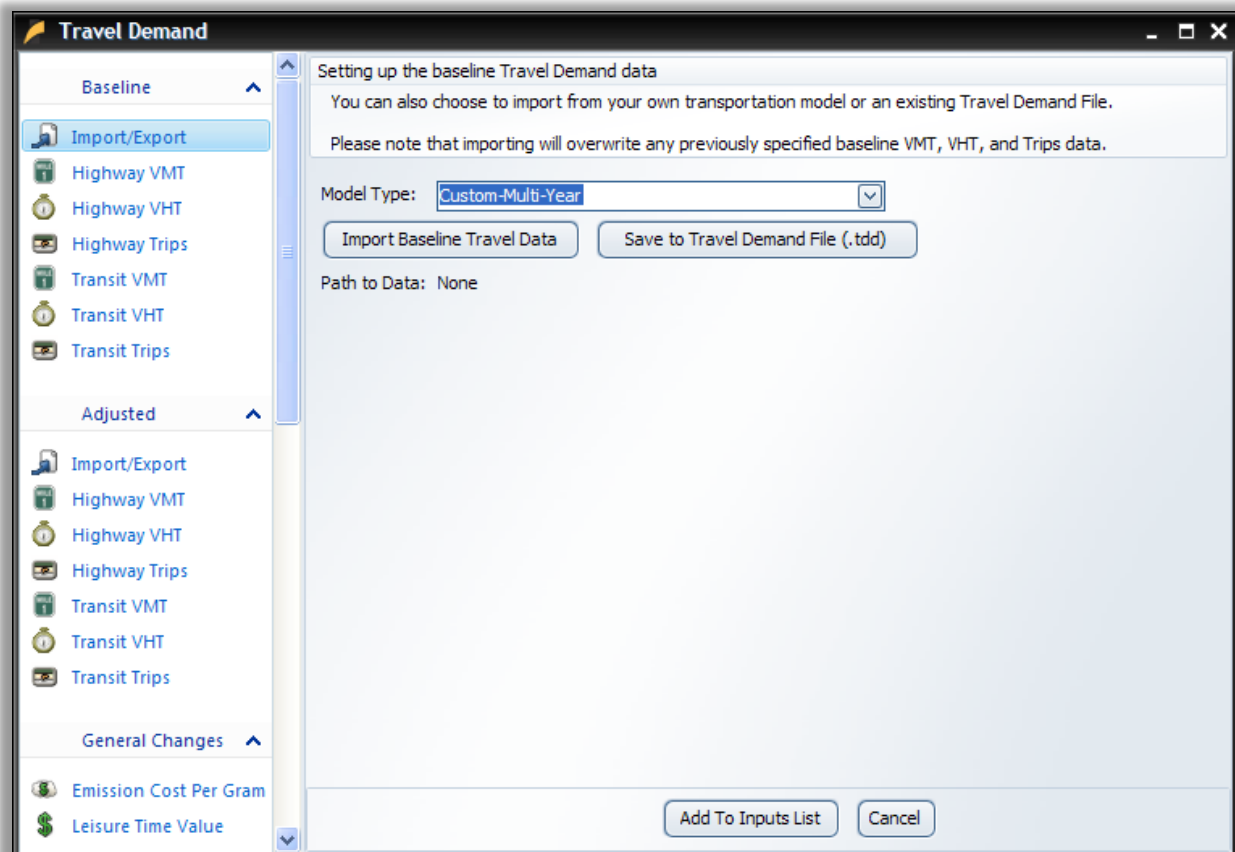 Travel Demand
Baseline
Import/Export
Highway VMT
Highway VHT
Highway Trips
Transit VMT
Transit VHT
Transit Trips
Adjusted
Import/Export
Highway VMT
Highway VHT
Highway Trips
Transit VMT
Transit VHT
Transit Trips
General Changes
Emission Cost Per Gram
Leisure Time Value
Setting up the baseline Travel Demand data
You can also choose to import from your own transportation model or an existing Travel Demand File.
Please note that importing will overwrite any previously specified baseline VMT, VHT, and Trips data.
Model Type: Custom-Multi-Year
Import Baseline Travel Data Save to Travel Demand File (.tdd)
Path to Data: None
Add To Inputs List Cancel